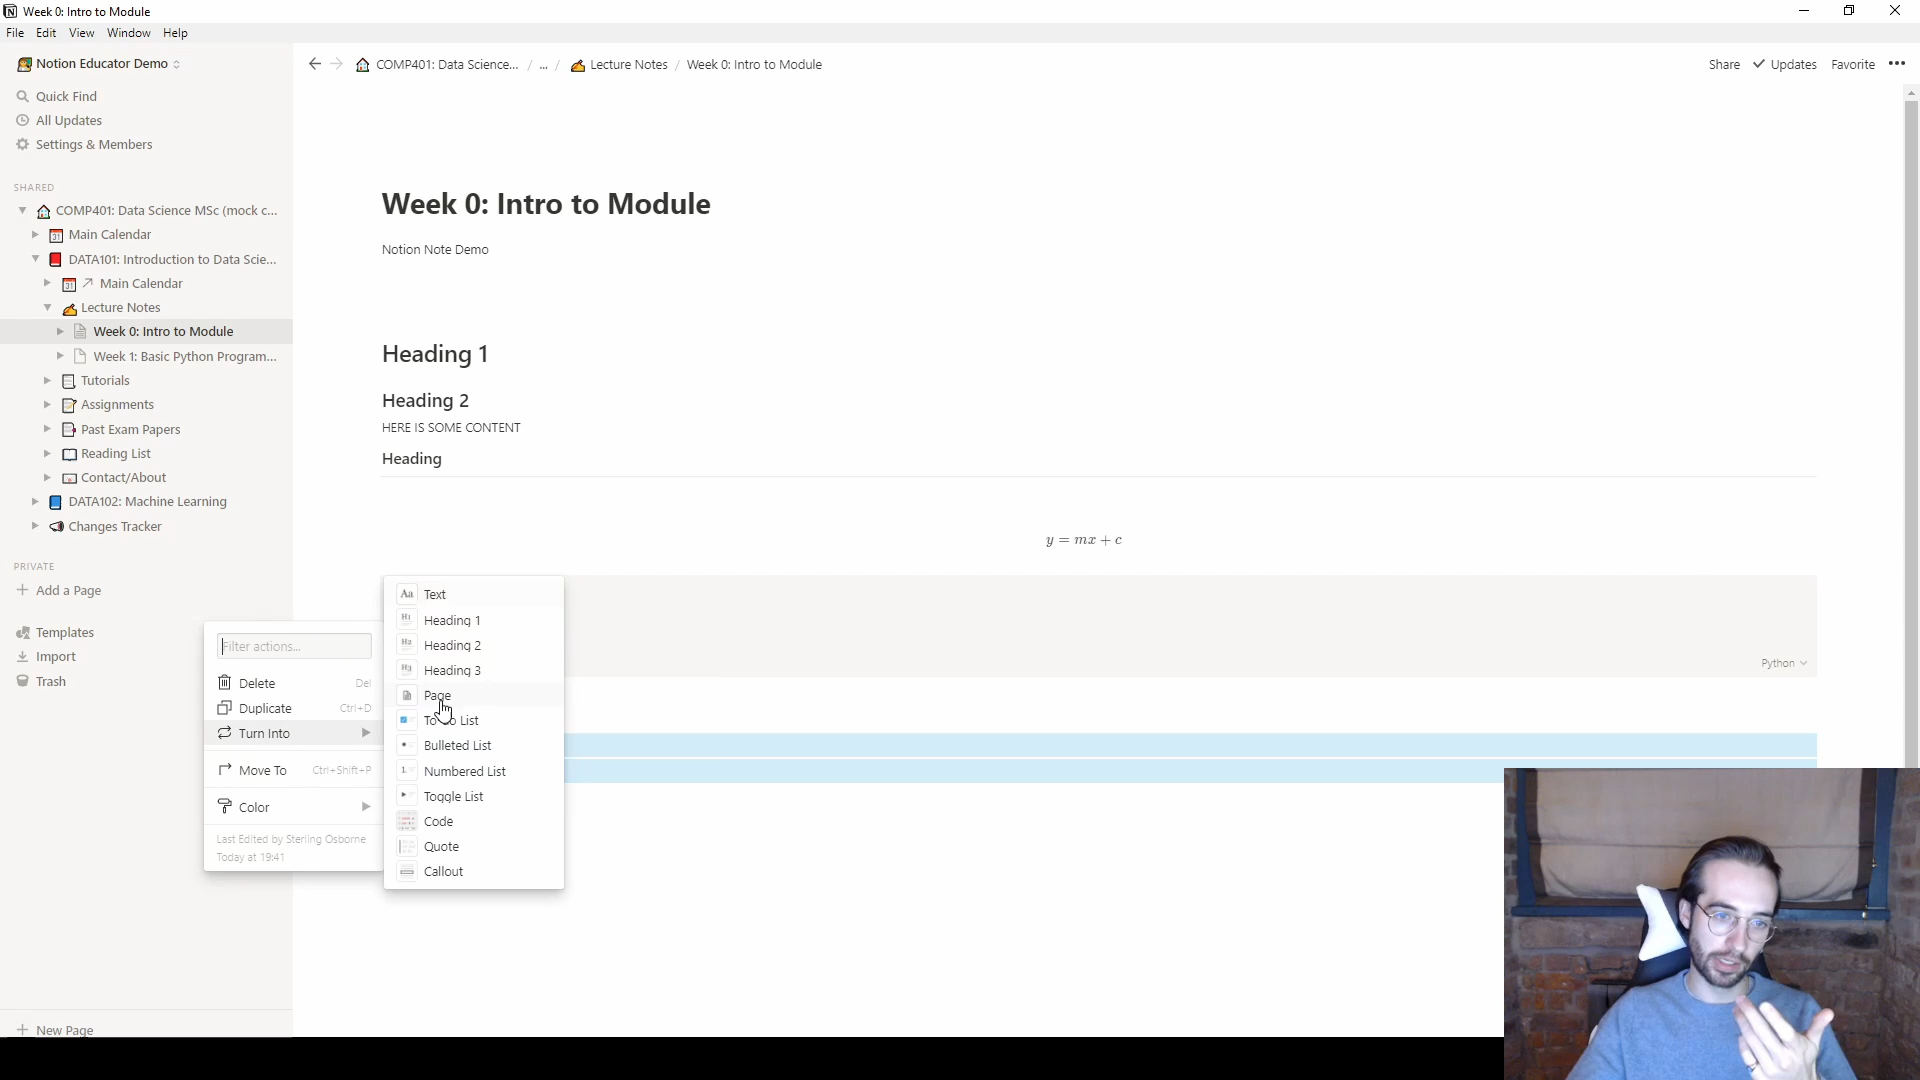 Week 0: Intro to Module
File Edit View Window Help
Notion Educator Demo
COMP401: Data Science... / ... / Lecture Notes / Week 0: Intro to Module
Share Updates Favorite •••
Quick Find
All Updates
Settings & Members
SHARED
COMP401: Data Science MSc (mock c...
Main Calendar
DATA101: Introduction to Data Scie...
Main Calendar
Lecture Notes
Week 0: Intro to Module
Week 1: Basic Python Program...
Tutorials
Assignments
Past Exam Papers
Reading List
Contact/About
DATA102: Machine Learning
Changes Tracker
PRIVATE
Add a Page
Templates
Import
Trash
New Page
Week 0: Intro to Module
Notion Note Demo
Heading 1
Heading 2
HERE IS SOME CONTENT
Heading
y = mx + c
Python
Filter actions...
Delete Del
Duplicate Ctrl+D
Turn Into
Move To Ctrl+Shift+P
Color
Last Edited by Sterling Osborne
Today at 19:41
Aa Text
H1 Heading 1
H2 Heading 2
H3 Heading 3
Page
To-do List
Bulleted List
1. Numbered List
Toggle List
Code
Quote
Callout